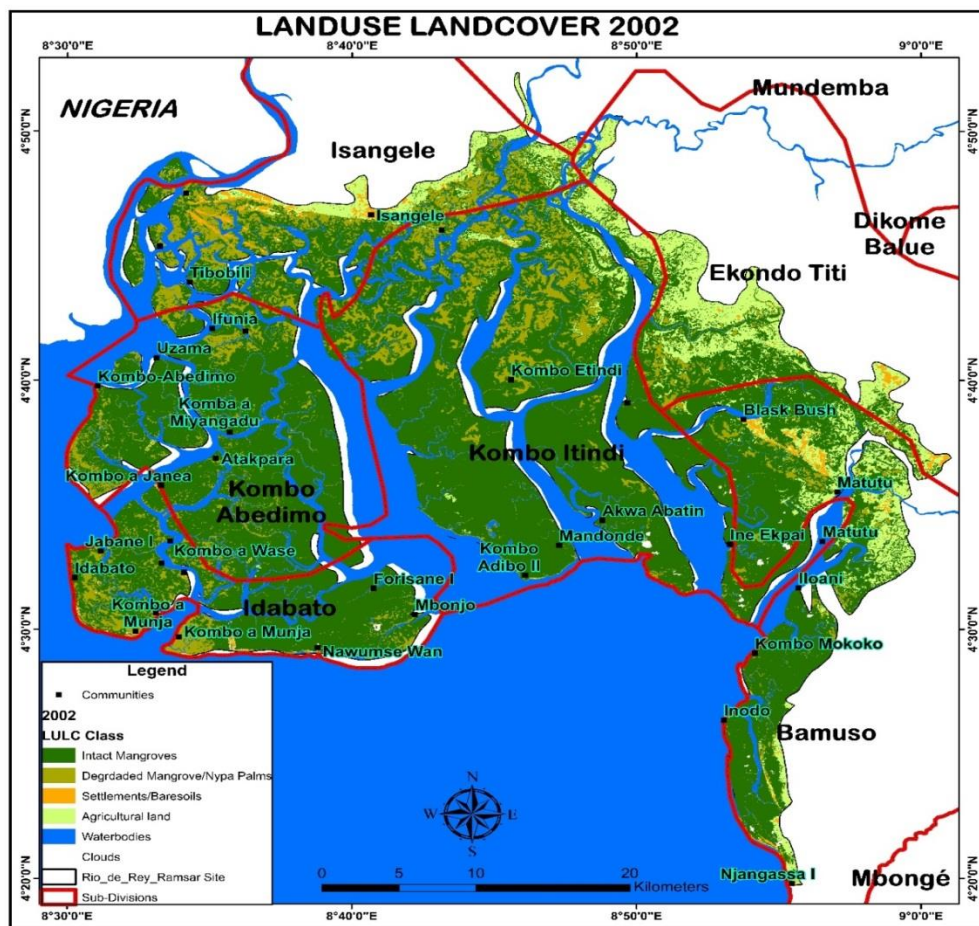 LANDUSE LANDCOVER 2002
8°30'0"E
8°40'0"E
8°50'0"E
9°0'0"E
NIGERIA
Mundemba
4°50'0"N
4°50'0"N
Isangele
Isangele
Dikome
Balue
Ekondo Titi
Tibobili
Ifunia
Uzama
Kombo-Abedimo
4°40'0"N
4°40'0"N
Kombo Etindi
Komba a
Miyangadu
Blask Bush
Atakpara
Kombo Itindi
Kombo a Janea
Kombo
Abedimo
Matutu
Akwa Abatin
Mandonde
Ine Ekpai
Matutu
Jabane I
Kombo a Wase
Kombo
Adibo II
Idabato
Forisane I
Iloani
Kombo a
Munja
Idabato
Mbonjo
4°30'0"N
4°30'0"N
Kombo a Munja
Nawumse Wan
Kombo Mokoko
Inodo
Bamuso
Legend
Communities
2002
LULC Class
Intact Mangroves
Degrdaded Mangrove/Nypa Palms
Settlements/Baresoils
Agricultural land
Waterbodies
Clouds
Rio_de_Rey_Ramsar Site
Sub-Divisions
N
W E
S
0 5 10 20
Kilometers
4°20'0"N
4°20'0"N
Njangassa I
Mbongé
8°30'0"E
8°40'0"E
8°50'0"E
9°0'0"E